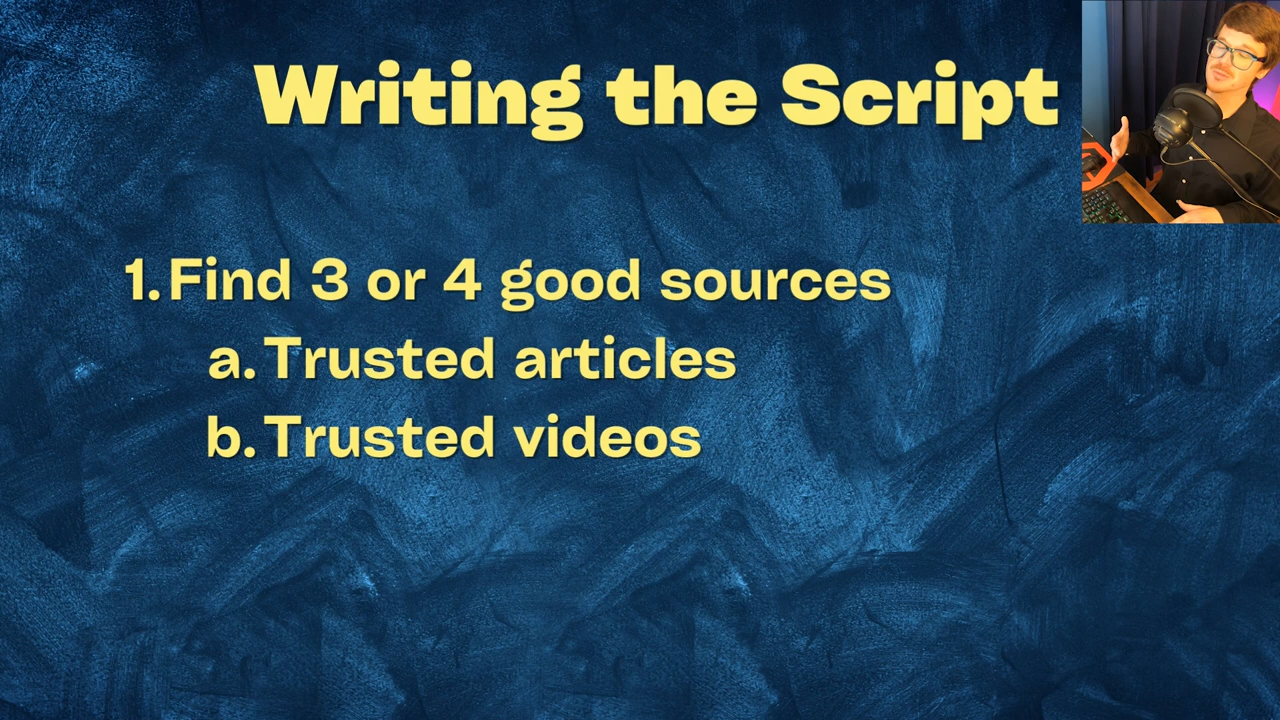 Writing the Script
1. Find 3 or 4 good sources
a. Trusted articles
b. Trusted videos